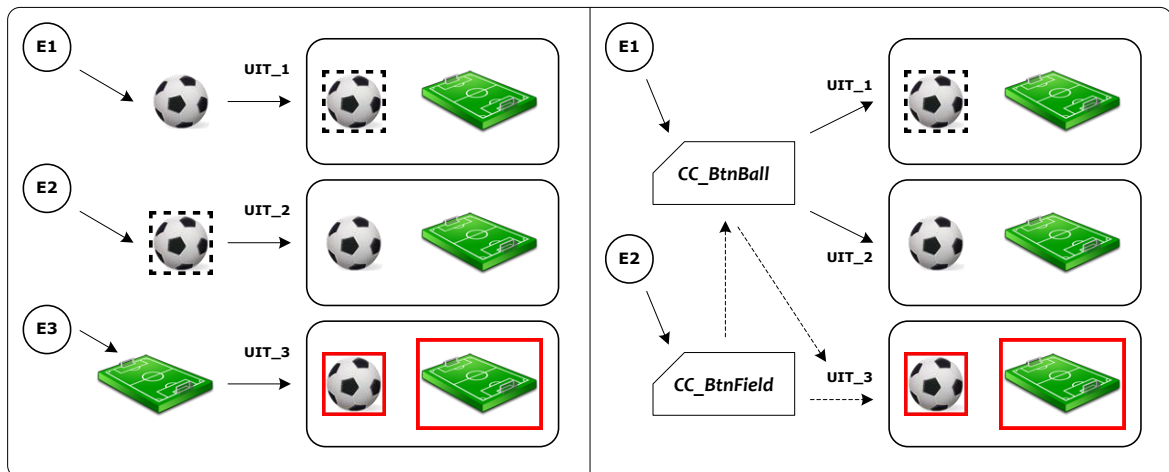 E1
UIT_1
E2
UIT_2
E3
UIT_3
E1
UIT_1
CC_BtnBall
UIT_2
E2
CC_BtnField
UIT_3